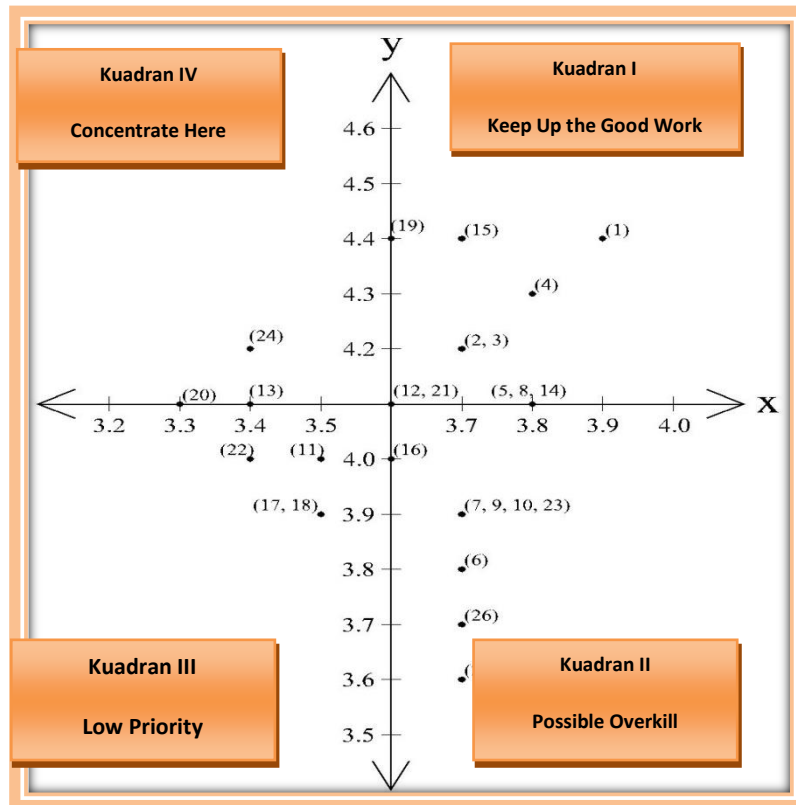 y
Kuadran IV
Concentrate Here
Kuadran I
Keep Up the Good Work
4.6
4.5
4.4
(19)
(15)
(1)
4.3
(4)
4.2
(24)
(2, 3)
(20)
(13)
(12, 21)
(5, 8, 14)
x
3.2 3.3 3.4 3.5 3.7 3.8 3.9 4.0
4.0
(22)
(11)
(16)
3.9
(17, 18)
(7, 9, 10, 23)
3.8
(6)
3.7
(26)
3.6
(
3.5
Kuadran III
Low Priority
Kuadran II
Possible Overkill